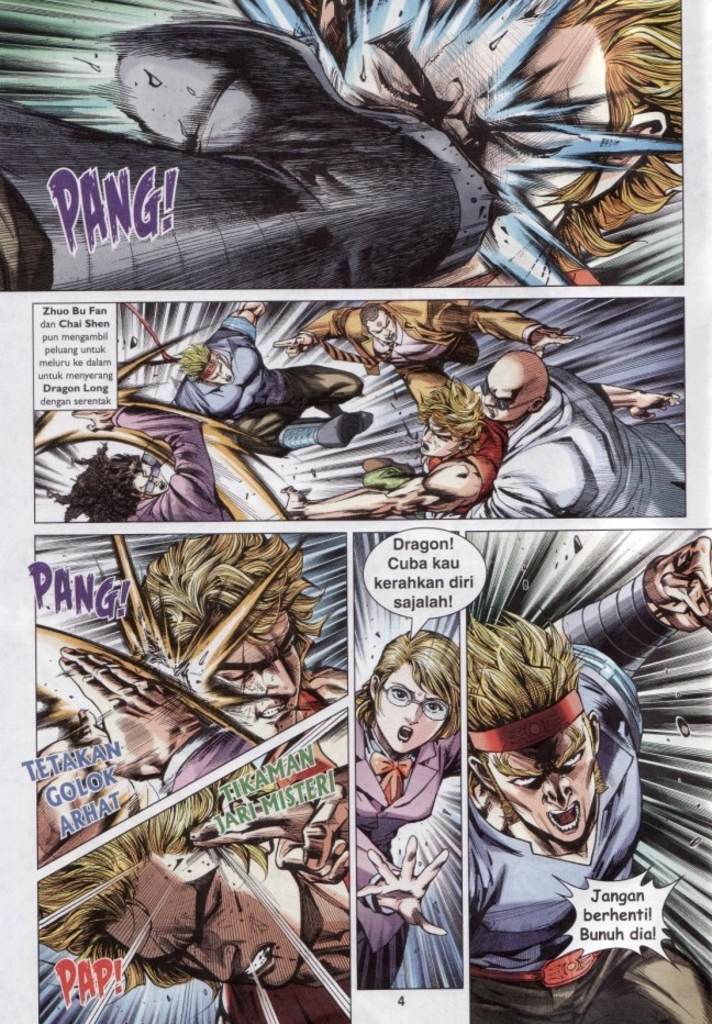 PANG!
Zhuo Bu Fan
dan Chai Shen
pun mengambil
peluang untuk
meluru ke dalam
untuk menyerang
Dragon Long
dengan serentak
PANG!
TETAKAN
GOLOK
ARHAT
TIKAMAN
JARI MISTERI
PAP!
Dragon!
Cuba kau
kerahkan diri
sajalah!
Jangan
berhenti!
Bunuh dia!
4